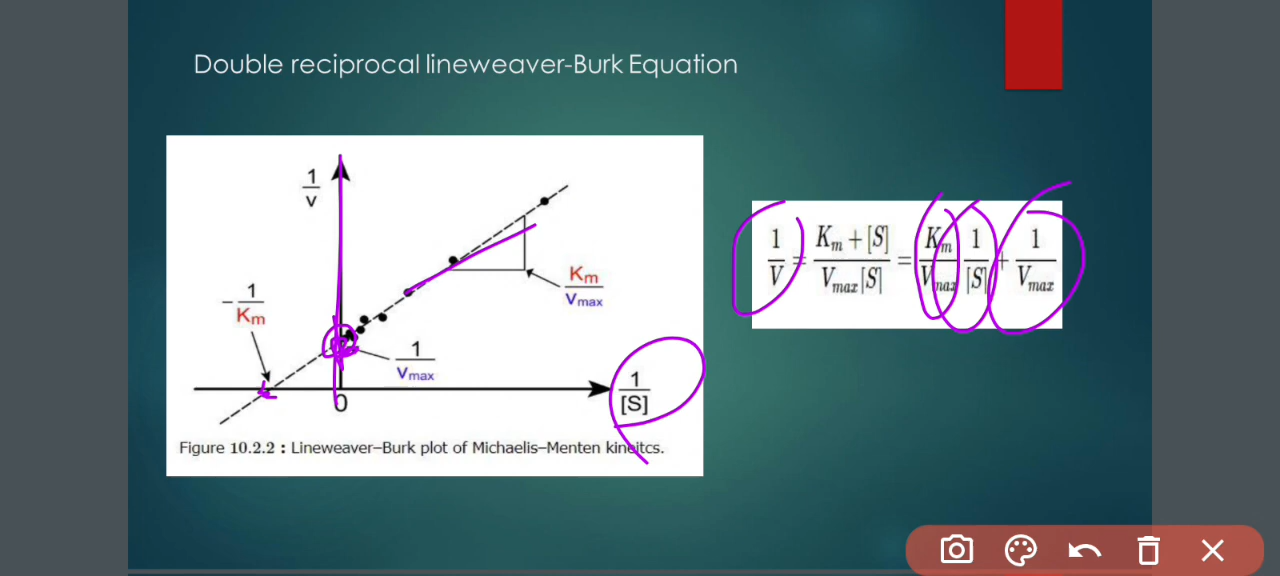 Double reciprocal lineweaver-Burk Equation
1/v
-1/Km
Km/Vmax
1/Vmax
0
1/[S]
Figure 10.2.2 : Lineweaver–Burk plot of Michaelis–Menten kineitcs.
1/V = Km + [S]/Vmax[S] = Km/Vmax 1/[S] + 1/Vmax